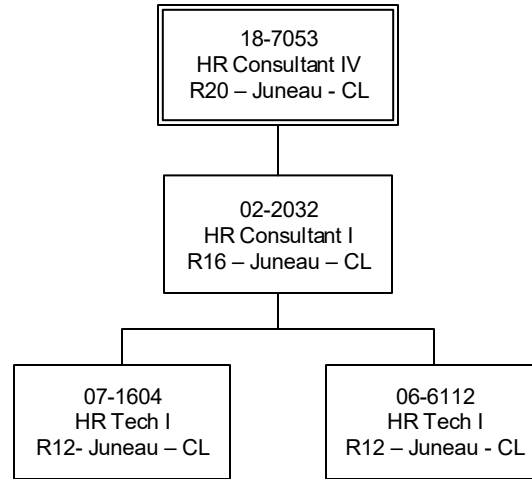 18-7053
HR Consultant IV
R20 – Juneau - CL
02-2032
HR Consultant I
R16 – Juneau – CL
07-1604
HR Tech I
R12- Juneau – CL
06-6112
HR Tech I
R12 – Juneau - CL